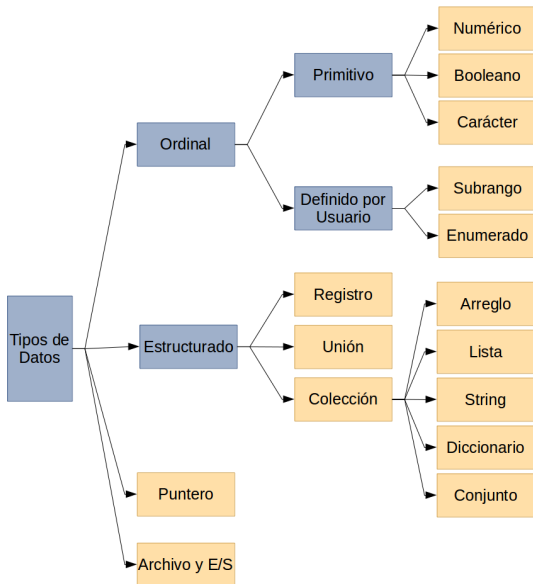 Tipos de
Datos
Ordinal
Primitivo
Numérico
Booleano
Carácter
Definido por
Usuario
Subrango
Enumerado
Estructurado
Registro
Unión
Colección
Arreglo
Lista
String
Diccionario
Conjunto
Puntero
Archivo y E/S